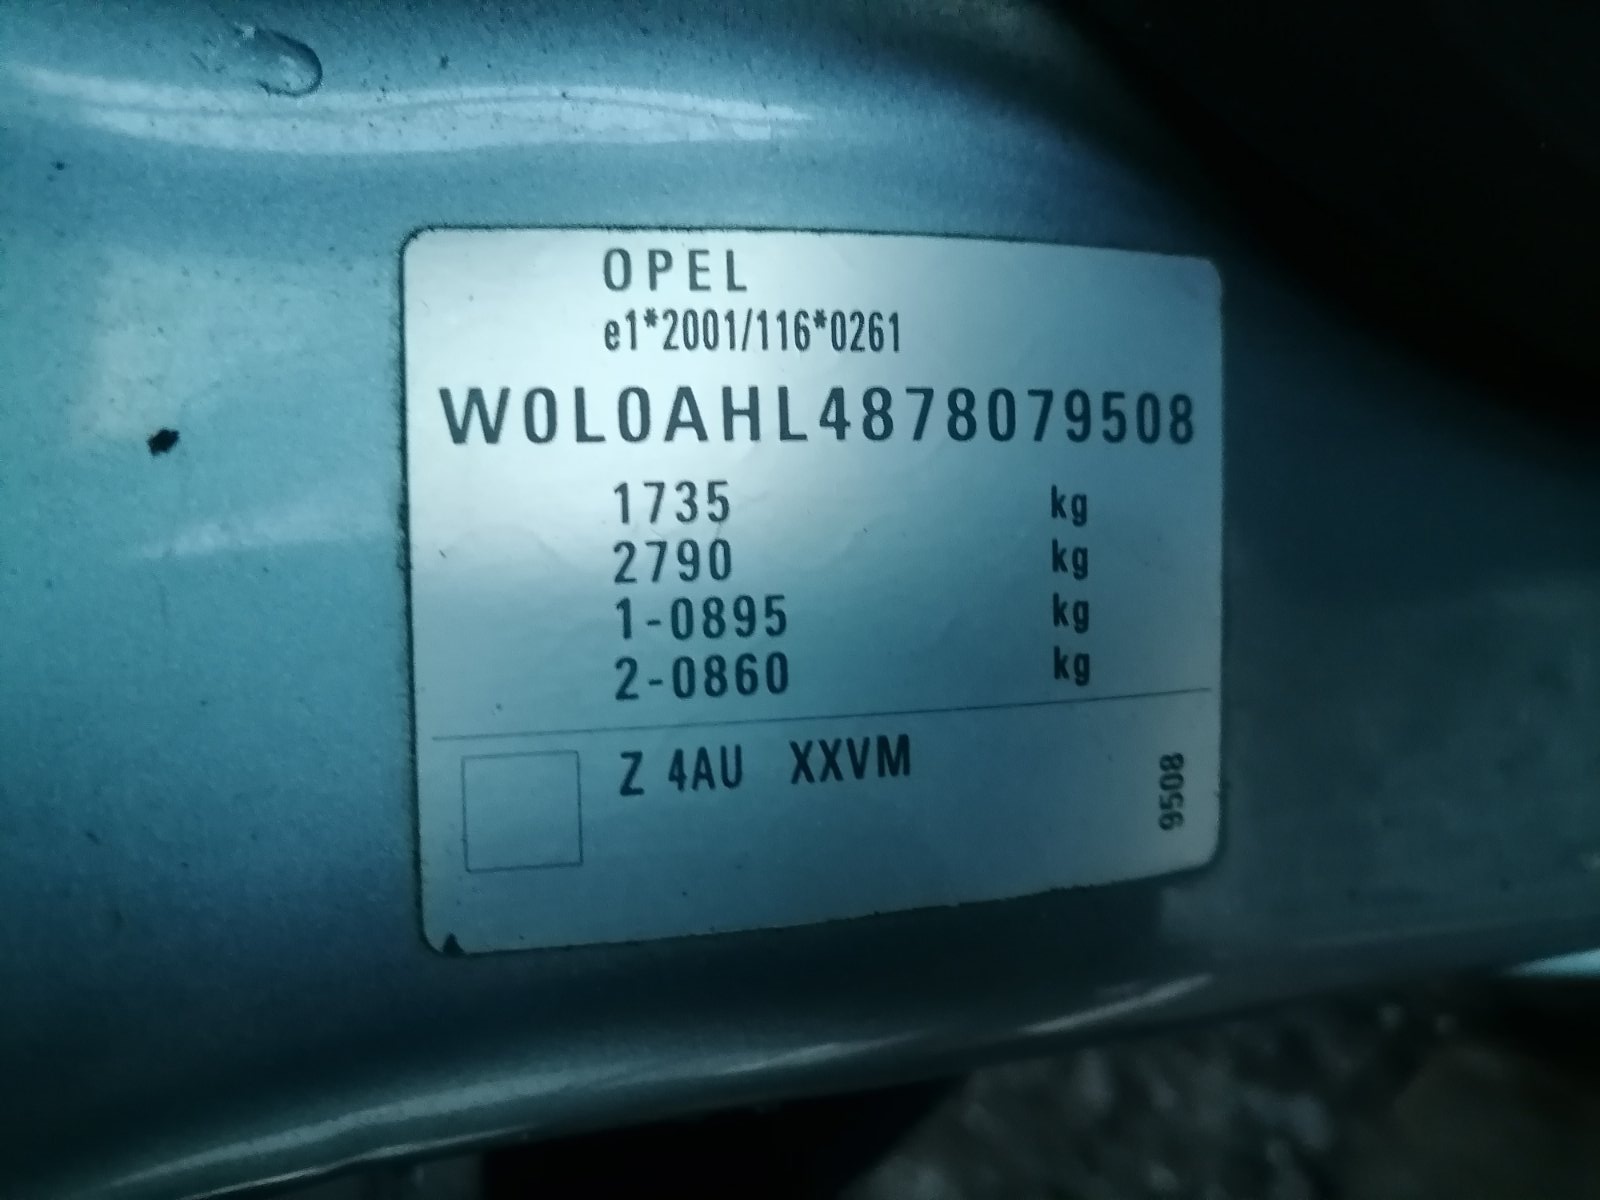 OPEL
e1*2001/116*0261
W0L0AHL4878079508
1735 kg
2790 kg
1-0895 kg
2-0860 kg
Z 4AU XXVM
9508